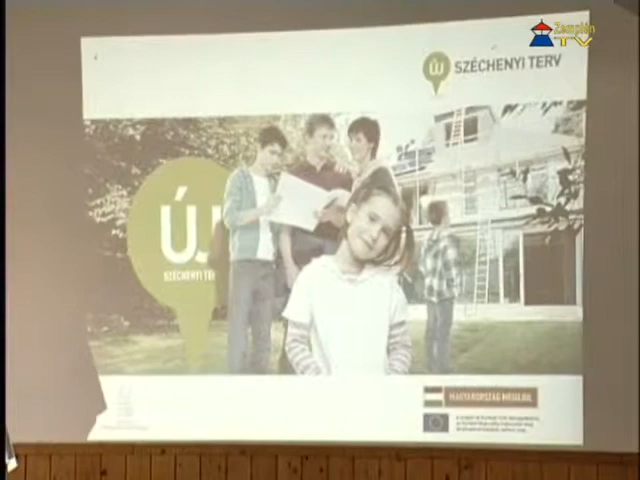 Zemplén
TV
ÚJ
SZÉCHENYI TERV
ÚJ
SZÉCHENYI TERV
MAGYARORSZÁG MEGÚJUL